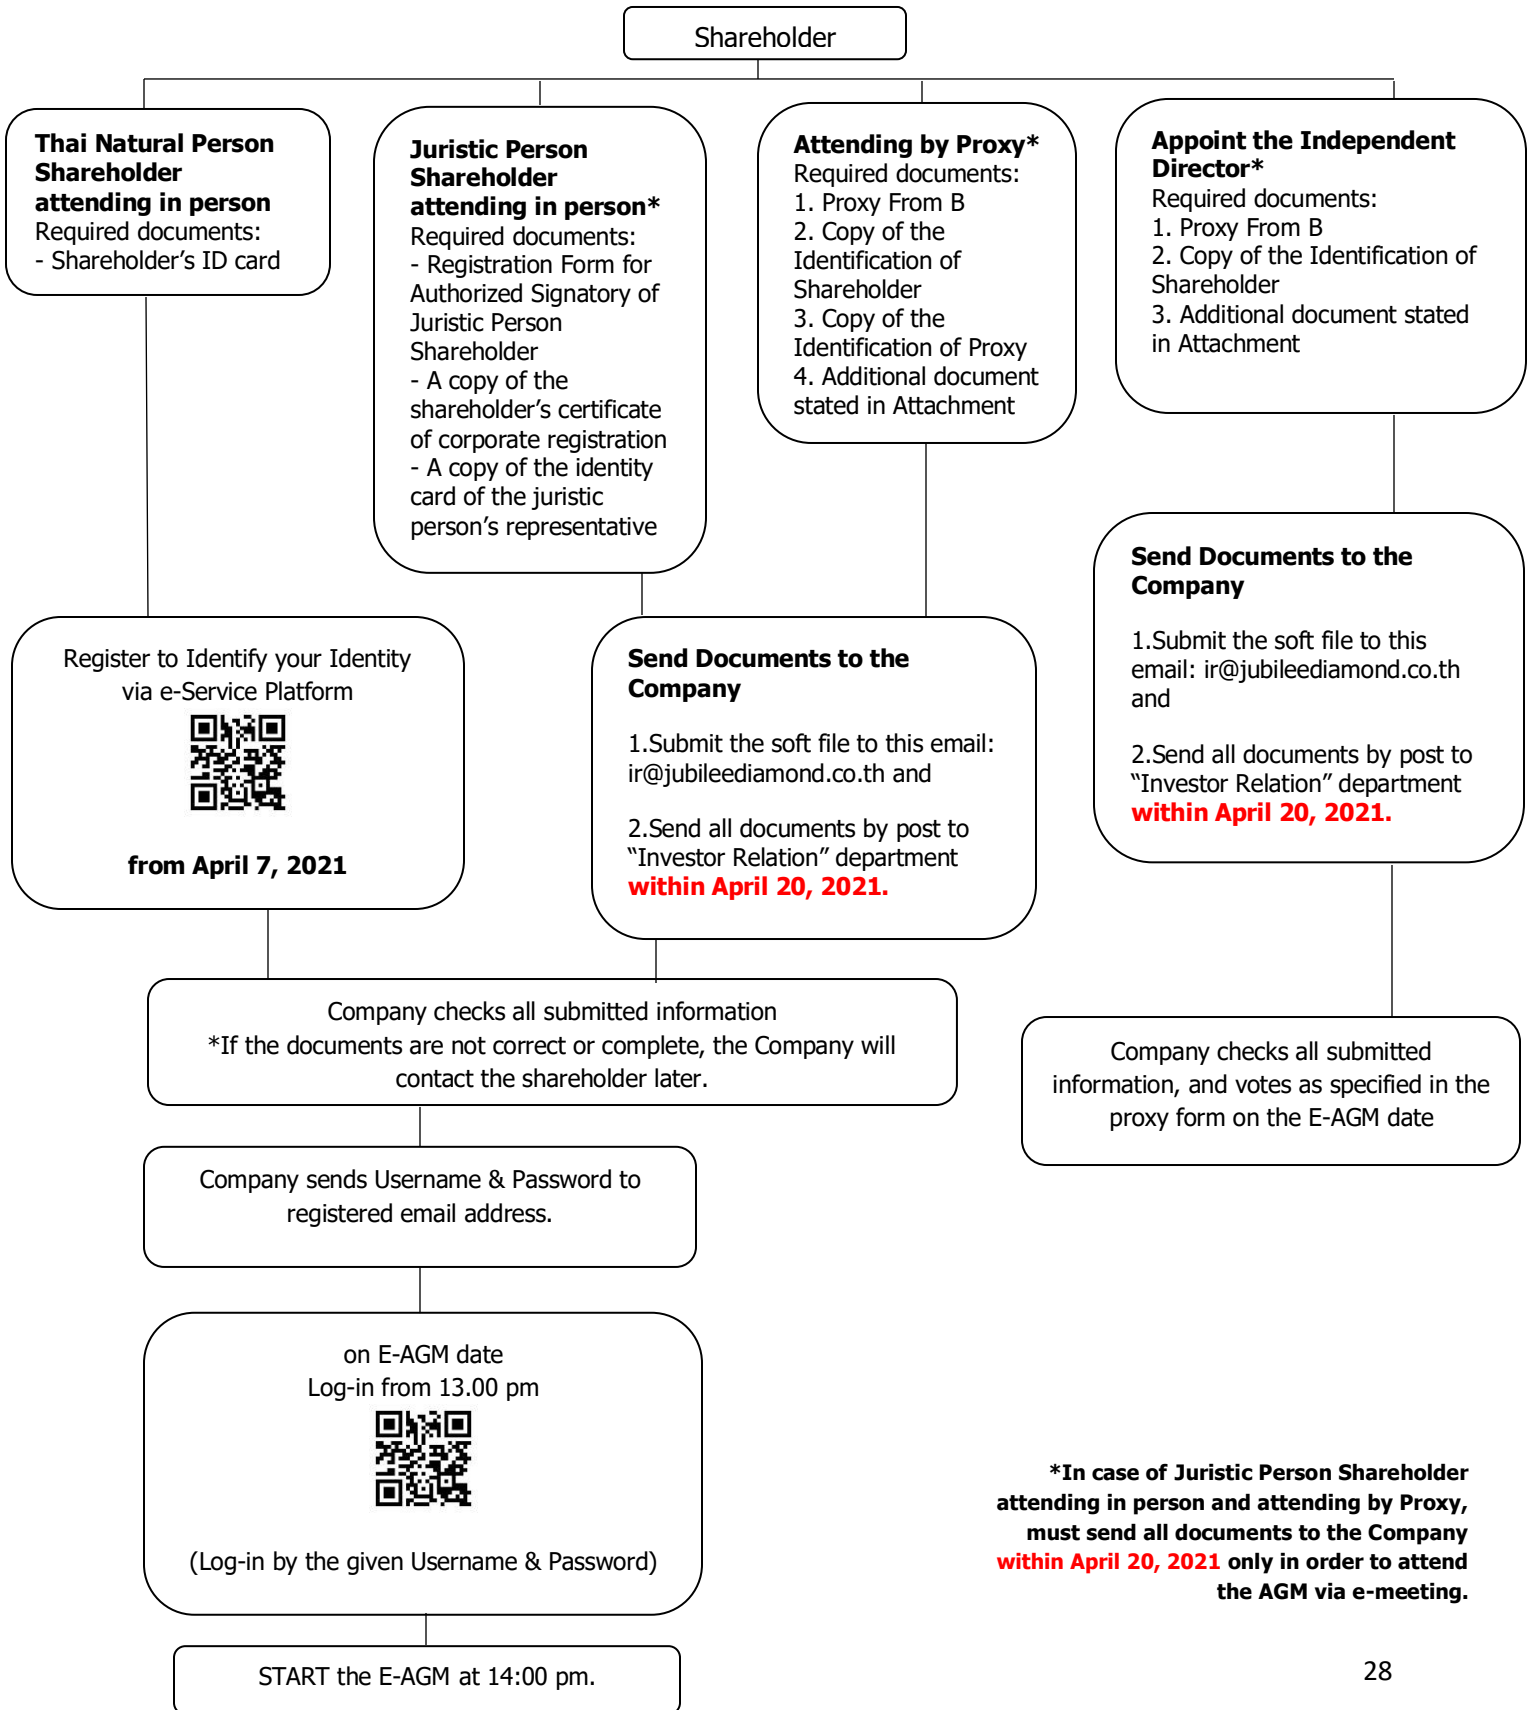 Shareholder
Thai Natural Person
Shareholder
attending in person
Required documents:
- Shareholder’s ID card
Juristic Person
Shareholder
attending in person*
Required documents:
- Registration Form for
Authorized Signatory of
Juristic Person
Shareholder
- A copy of the
shareholder’s certificate
of corporate registration
- A copy of the identity
card of the juristic
person’s representative
Attending by Proxy*
Required documents:
1. Proxy From B
2. Copy of the
Identification of
Shareholder
3. Copy of the
Identification of Proxy
4. Additional document
stated in Attachment
Appoint the Independent
Director*
Required documents:
1. Proxy From B
2. Copy of the Identification of
Shareholder
3. Additional document stated
in Attachment
Register to Identify your Identity
via e-Service Platform
from April 7, 2021
Send Documents to the
Company
1.Submit the soft file to this email:
ir@jubileediamond.co.th and
2.Send all documents by post to
“Investor Relation” department
within April 20, 2021.
Send Documents to the
Company
1.Submit the soft file to this
email: ir@jubileediamond.co.th
and
2.Send all documents by post to
“Investor Relation” department
within April 20, 2021.
Company checks all submitted information
*If the documents are not correct or complete, the Company will
contact the shareholder later.
Company checks all submitted
information, and votes as specified in the
proxy form on the E-AGM date
Company sends Username & Password to
registered email address.
on E-AGM date
Log-in from 13.00 pm
(Log-in by the given Username & Password)
START the E-AGM at 14:00 pm.
*In case of Juristic Person Shareholder
attending in person and attending by Proxy,
must send all documents to the Company
within April 20, 2021 only in order to attend
the AGM via e-meeting.
28